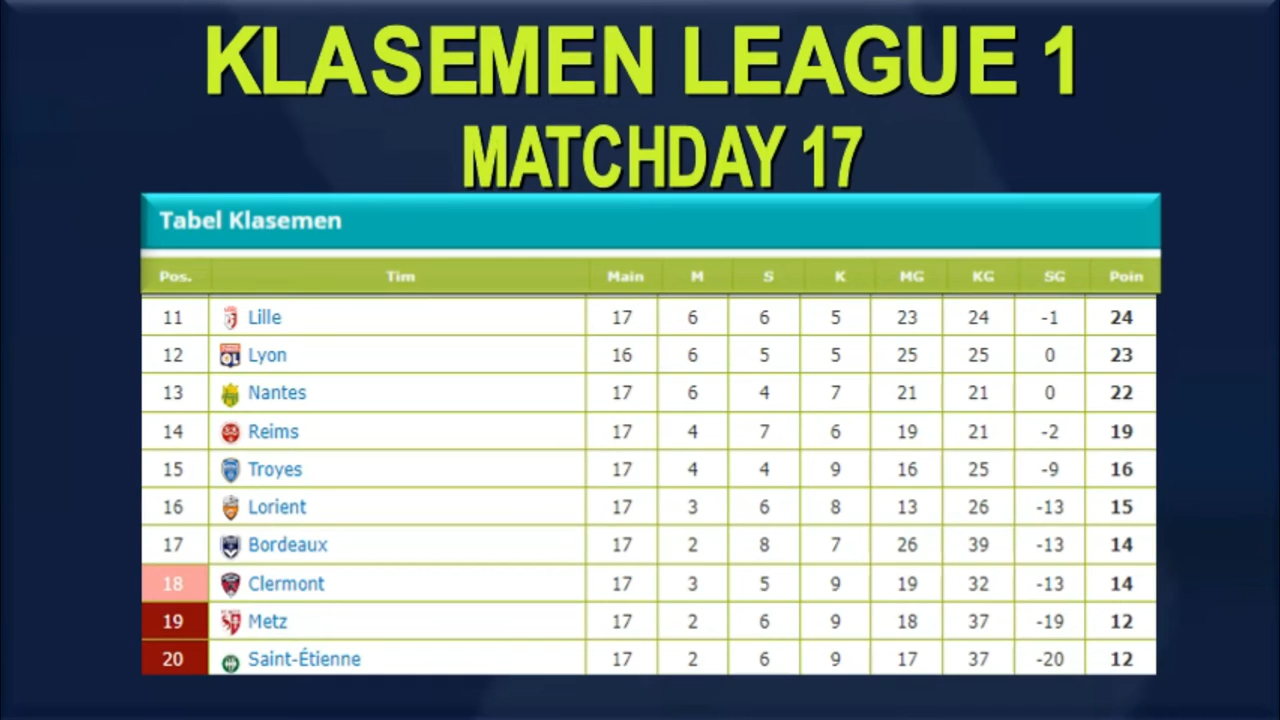 KLASEMEN LEAGUE 1
MATCHDAY 17
Tabel Klasemen
Pos. Tim Main M S K MG KG SG Poin
11 Lille 17 6 6 5 23 24 -1 24
12 Lyon 16 6 5 5 25 25 0 23
13 Nantes 17 6 4 7 21 21 0 22
14 Reims 17 4 7 6 19 21 -2 19
15 Troyes 17 4 4 9 16 25 -9 16
16 Lorient 17 3 6 8 13 26 -13 15
17 Bordeaux 17 2 8 7 26 39 -13 14
18 Clermont 17 3 5 9 19 32 -13 14
19 Metz 17 2 6 9 18 37 -19 12
20 Saint-Étienne 17 2 6 9 17 37 -20 12